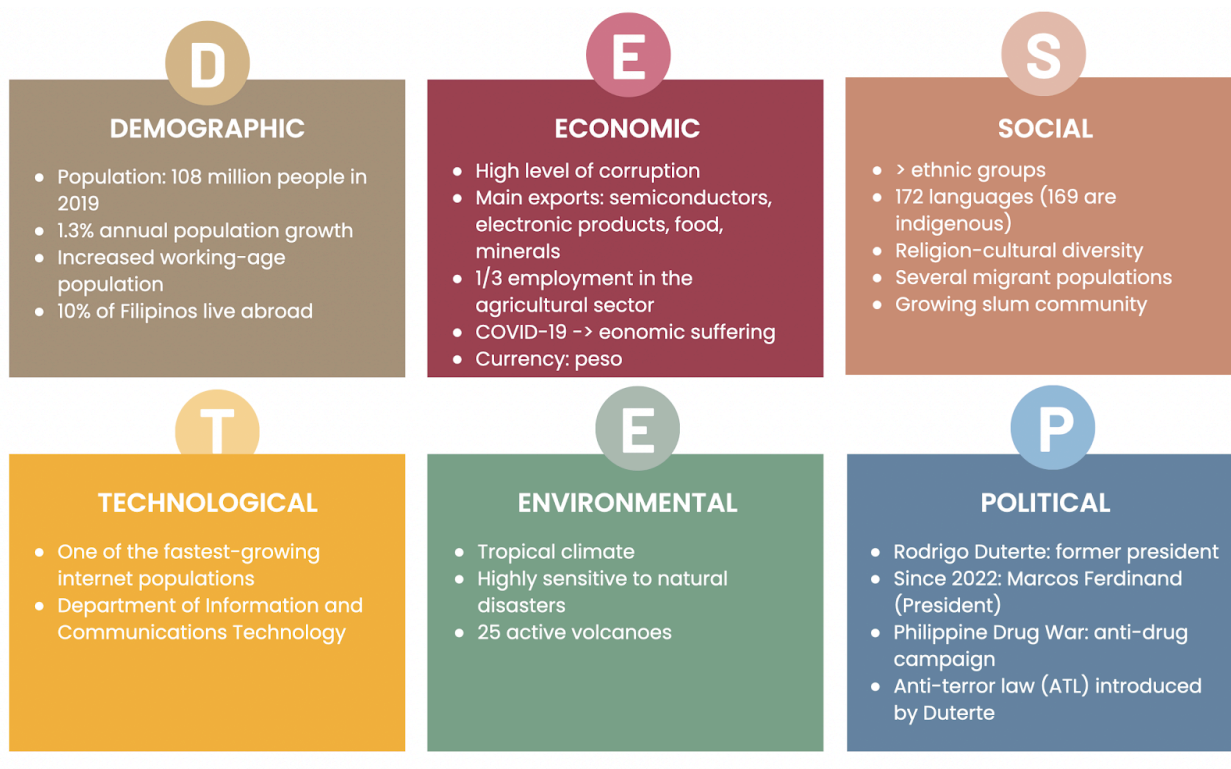 D
DEMOGRAPHIC
● Population: 108 million people in
2019
● 1.3% annual population growth
● Increased working-age
population
● 10% of Filipinos live abroad
E
ECONOMIC
● High level of corruption
● Main exports: semiconductors,
electronic products, food,
minerals
● 1/3 employment in the
agricultural sector
● COVID-19 -> eonomic suffering
● Currency: peso
S
SOCIAL
● > ethnic groups
● 172 languages (169 are
indigenous)
● Religion-cultural diversity
● Several migrant populations
● Growing slum community
T
TECHNOLOGICAL
● One of the fastest-growing
internet populations
● Department of Information and
Communications Technology
E
ENVIRONMENTAL
● Tropical climate
● Highly sensitive to natural
disasters
● 25 active volcanoes
P
POLITICAL
● Rodrigo Duterte: former president
● Since 2022: Marcos Ferdinand
(President)
● Philippine Drug War: anti-drug
campaign
● Anti-terror law (ATL) introduced
by Duterte